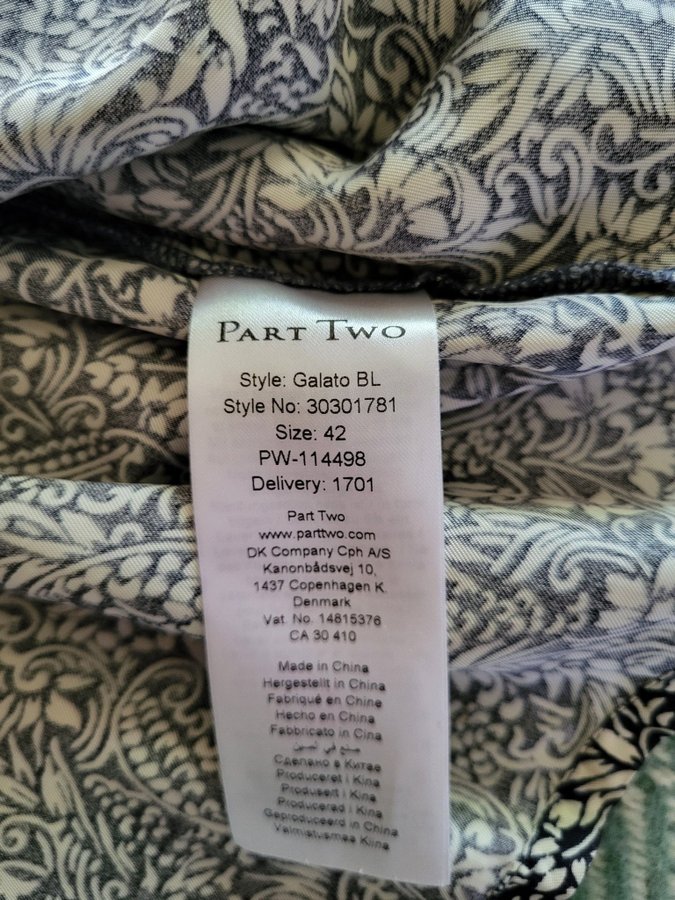 PART TWO
Style: Galato BL
Style No: 30301781
Size: 42
PW-114498
Delivery: 1701
Part Two
www.parttwo.com
DK Company Cph A/S
Kanonbådsvej 10,
1437 Copenhagen K.
Denmark
Vat. No. 14815376
CA 30 410
Made in China
Hergestellt in China
Fabriqué en Chine
Hecho en China
Fabbricato in Cina
صنع في الصين
Сделано в Китае
Produceret i Kina
Produsert i Kina
Producerad i Kina
Geproduceerd in China
Valmistusmaa Kiina